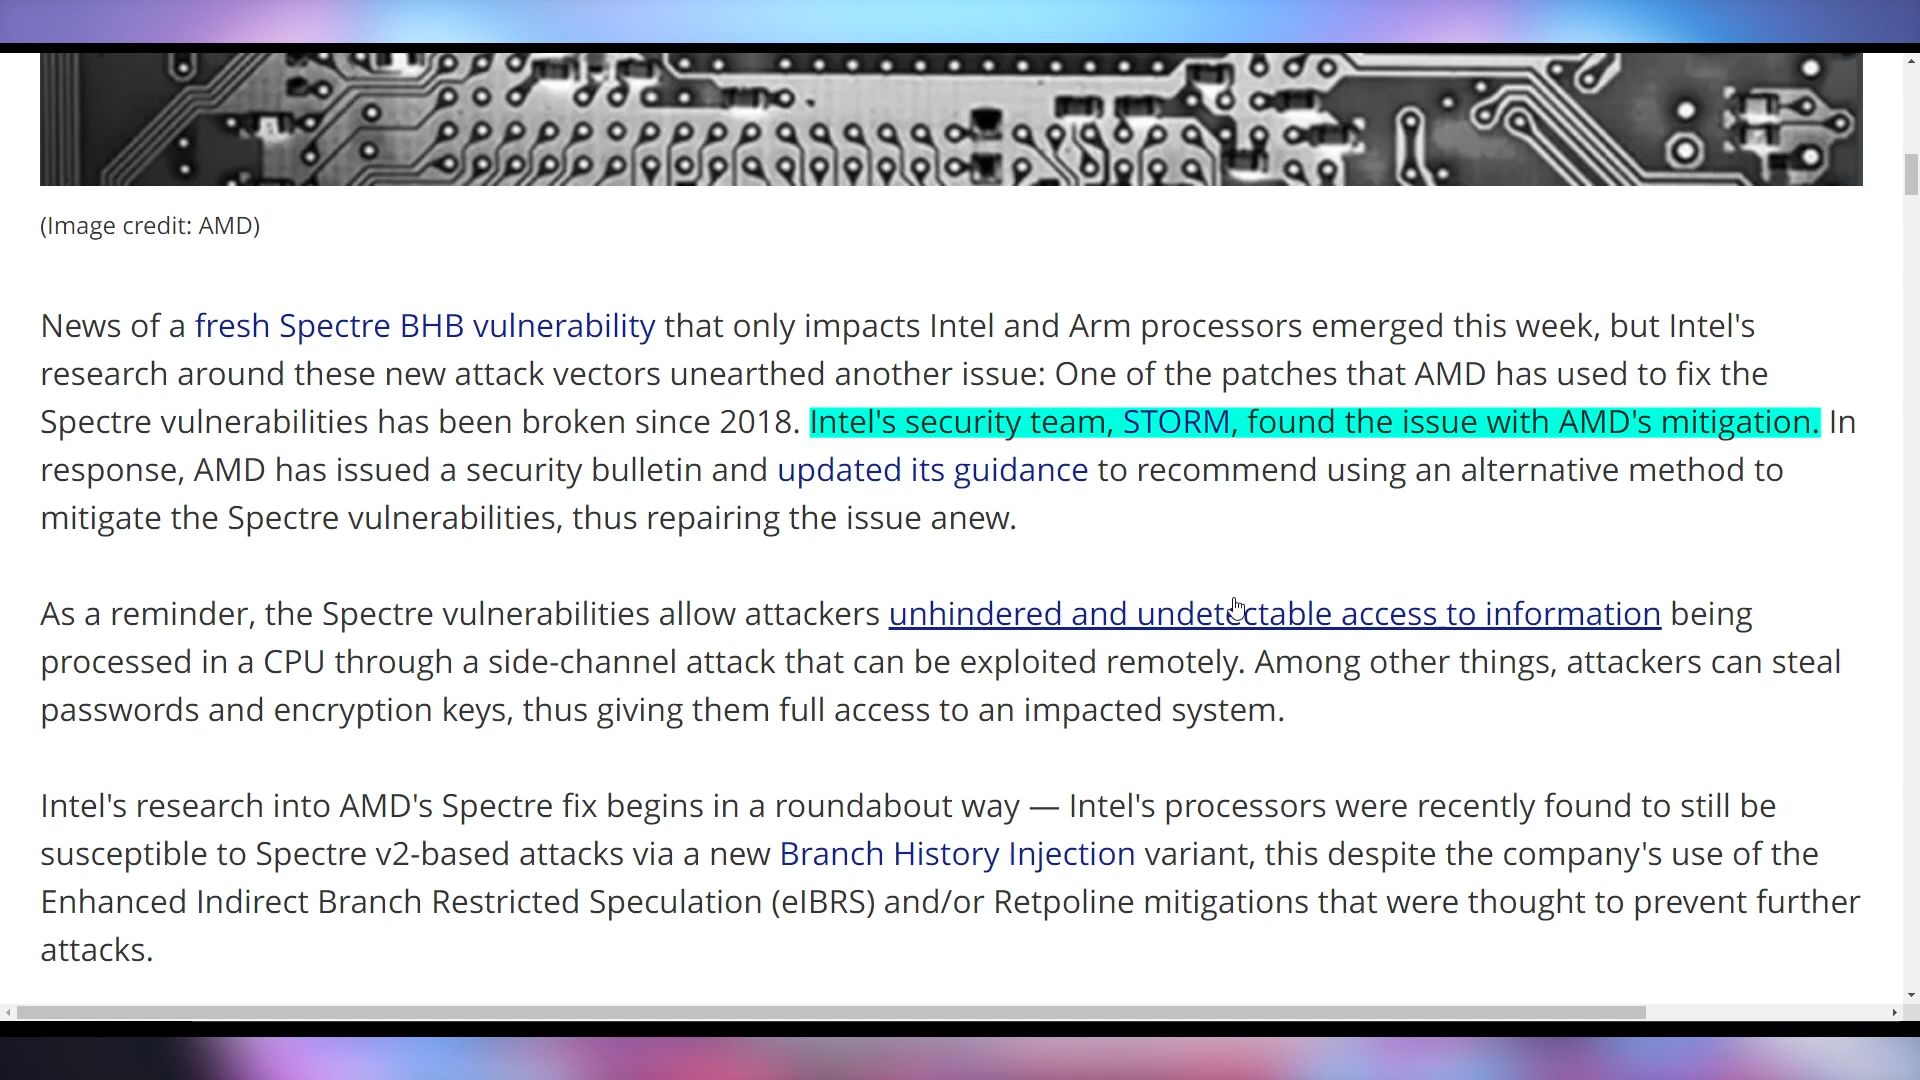 (Image credit: AMD)
News of a fresh Spectre BHB vulnerability that only impacts Intel and Arm processors emerged this week, but Intel's
research around these new attack vectors unearthed another issue: One of the patches that AMD has used to fix the
Spectre vulnerabilities has been broken since 2018. Intel's security team, STORM, found the issue with AMD's mitigation. In
response, AMD has issued a security bulletin and updated its guidance to recommend using an alternative method to
mitigate the Spectre vulnerabilities, thus repairing the issue anew.
As a reminder, the Spectre vulnerabilities allow attackers unhindered and undetectable access to information being
processed in a CPU through a side-channel attack that can be exploited remotely. Among other things, attackers can steal
passwords and encryption keys, thus giving them full access to an impacted system.
Intel's research into AMD's Spectre fix begins in a roundabout way — Intel's processors were recently found to still be
susceptible to Spectre v2-based attacks via a new Branch History Injection variant, this despite the company's use of the
Enhanced Indirect Branch Restricted Speculation (eIBRS) and/or Retpoline mitigations that were thought to prevent further
attacks.